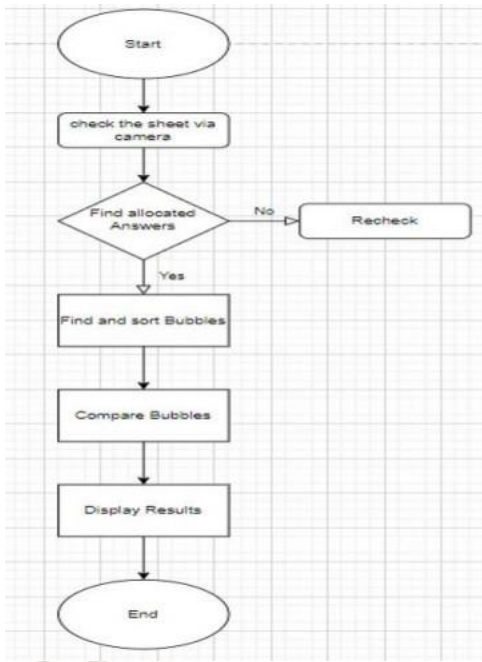 Start
check the sheet via
camera
Find allocated
Answers
No
Recheck
Yes
Find and sort Bubbles
Compare Bubbles
Display Results
End